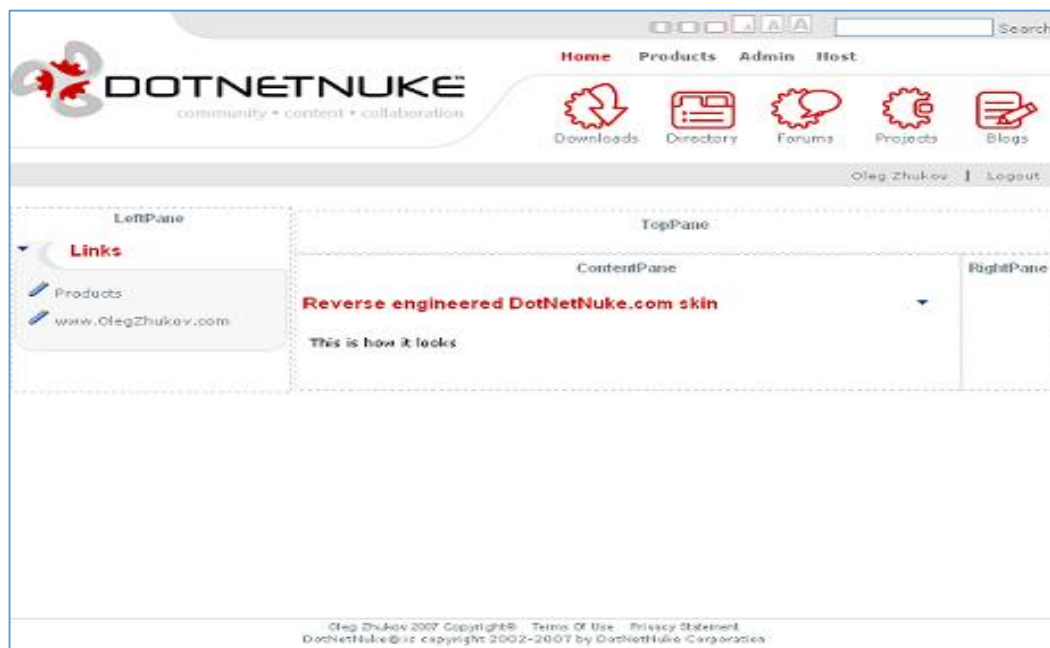 A A A Search
Home Products Admin Host
DOTNETNUKE
community • content • collaboration
Downloads Directory Forums Projects Blogs
Oleg Zhukov | Logout
LeftPane
TopPane
Links
ContentPane
RightPane
Products
Reverse engineered DotNetNuke.com skin
www.OlegZhukov.com
This is how it looks
Oleg Zhukov 2007 Copyright® Terms Of Use Privacy Statement
DotNetNuke® is copyright 2002-2007 by DotNetNuke Corporation